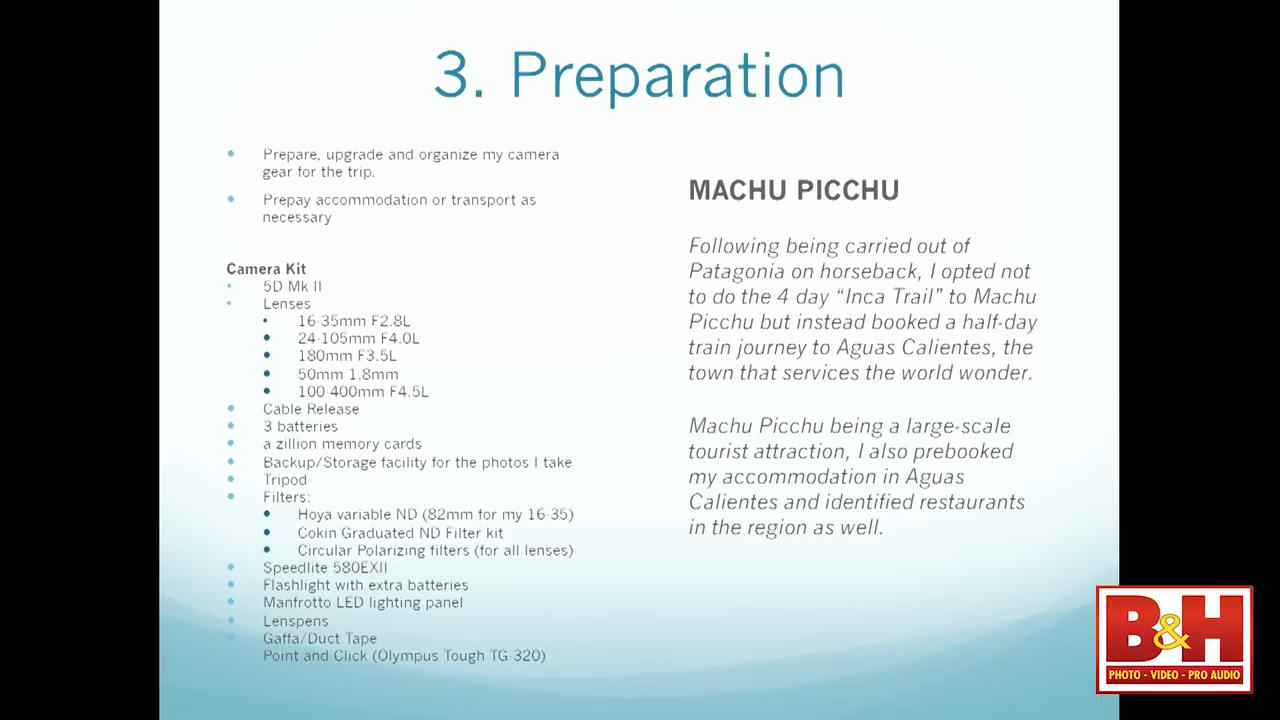 3. Preparation
Prepare, upgrade and organize my camera
gear for the trip.
Prepay accommodation or transport as
necessary
Camera Kit
5D Mk II
Lenses
16-35mm F2.8L
24-105mm F4.0L
180mm F3.5L
50mm 1.8mm
100-400mm F4.5L
Cable Release
3 batteries
a zillion memory cards
Backup/Storage facility for the photos I take
Tripod
Filters:
Hoya variable ND (82mm for my 16-35)
Cokin Graduated ND Filter kit
Circular Polarizing filters (for all lenses)
Speedlite 580EXII
Flashlight with extra batteries
Manfrotto LED lighting panel
Lenspens
Gaffa/Duct Tape
Point and Click (Olympus Tough TG-320)
MACHU PICCHU
Following being carried out of
Patagonia on horseback, I opted not
to do the 4 day “Inca Trail” to Machu
Picchu but instead booked a half-day
train journey to Aguas Calientes, the
town that services the world wonder.
Machu Picchu being a large-scale
tourist attraction, I also prebooked
my accommodation in Aguas
Calientes and identified restaurants
in the region as well.
B&H
PHOTO - VIDEO - PRO AUDIO